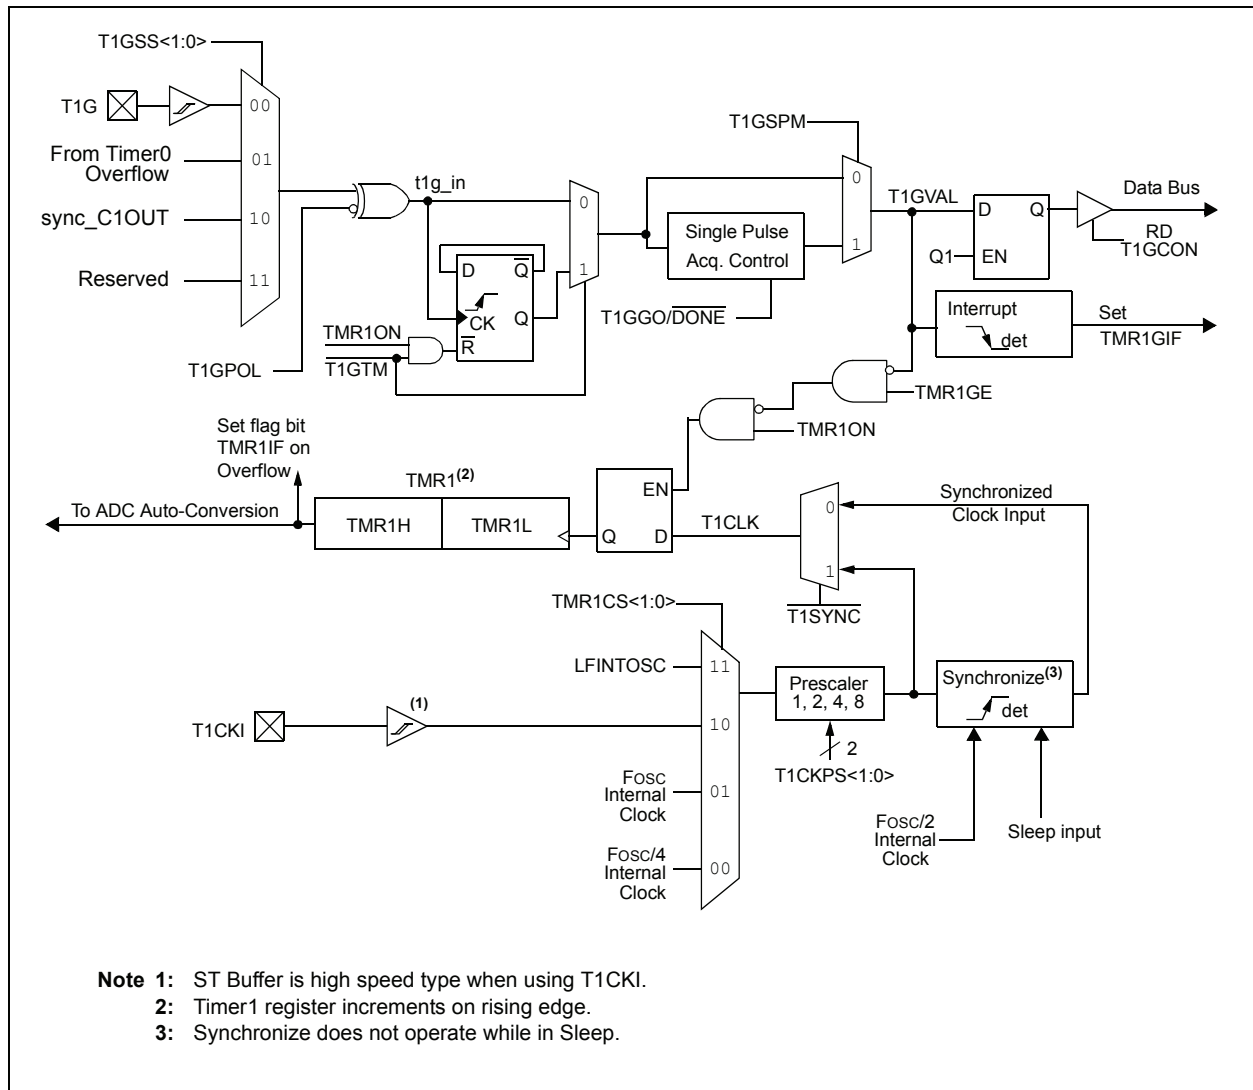 T1GSS<1:0>
T1G
00
From Timer0
Overflow
01
sync_C1OUT
10
Reserved
11
T1GPOL
t1g_in
0
1
D
Q
CK
Q
R
TMR1ON
T1GTM
T1GSPM
Single Pulse
Acq. Control
T1GGO/DONE
0
1
T1GVAL
D
Q
Q1
EN
Data Bus
RD
T1GCON
Interrupt
det
Set
TMR1GIF
TMR1GE
TMR1ON
Set flag bit
TMR1IF on
Overflow
To ADC Auto-Conversion
TMR1(2)
TMR1H
TMR1L
EN
Q
D
T1CLK
0
1
T1SYNC
Synchronized
Clock Input
TMR1CS<1:0>
LFINTOSC
11
T1CKI
(1)
10
FOSC
Internal
Clock
01
FOSC/4
Internal
Clock
00
Prescaler
1, 2, 4, 8
2
T1CKPS<1:0>
Synchronize(3)
det
FOSC/2
Internal
Clock
Sleep input
Note 1: ST Buffer is high speed type when using T1CKI.
2: Timer1 register increments on rising edge.
3: Synchronize does not operate while in Sleep.